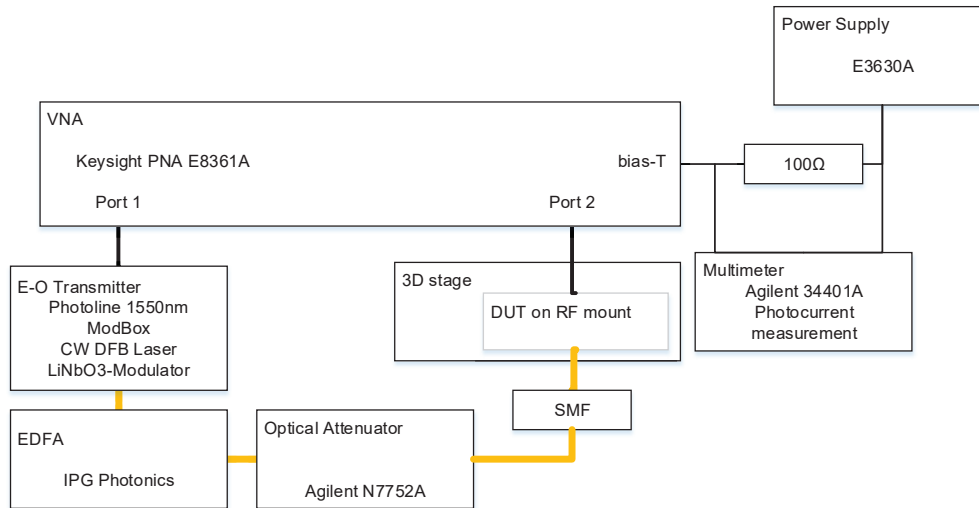 Power Supply
E3630A
VNA
Keysight PNA E8361A
bias-T
100Ω
Port 1
Port 2
E-O Transmitter
Photoline 1550nm
ModBox
CW DFB Laser
LiNbO3-Modulator
3D stage
DUT on RF mount
Multimeter
Agilent 34401A
Photocurrent
measurement
SMF
EDFA
IPG Photonics
Optical Attenuator
Agilent N7752A